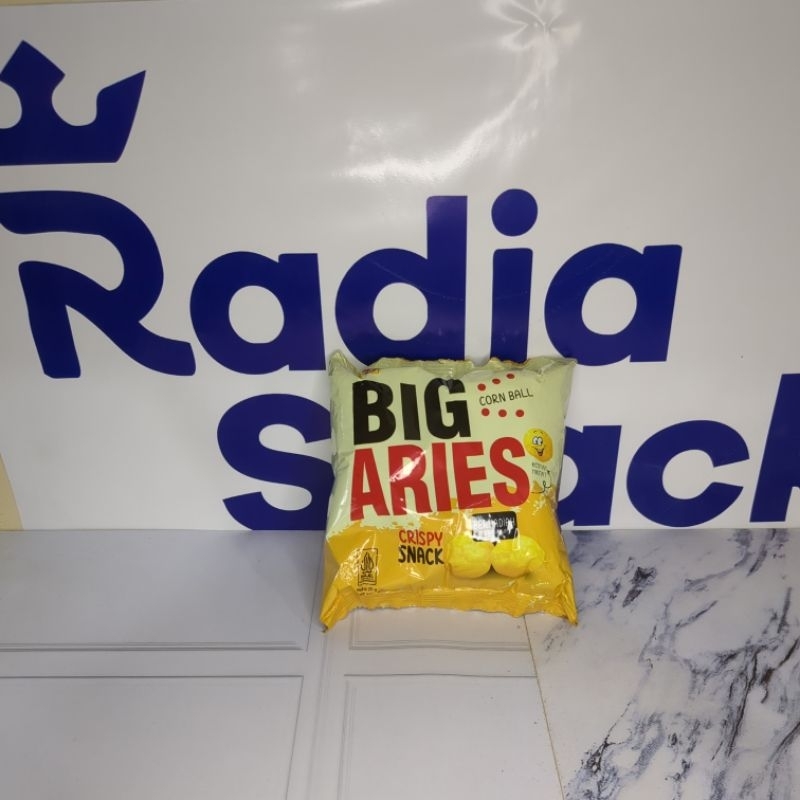 Radia
Snack
BIG
CORN BALL
ARIES
CRISPY
SNACK